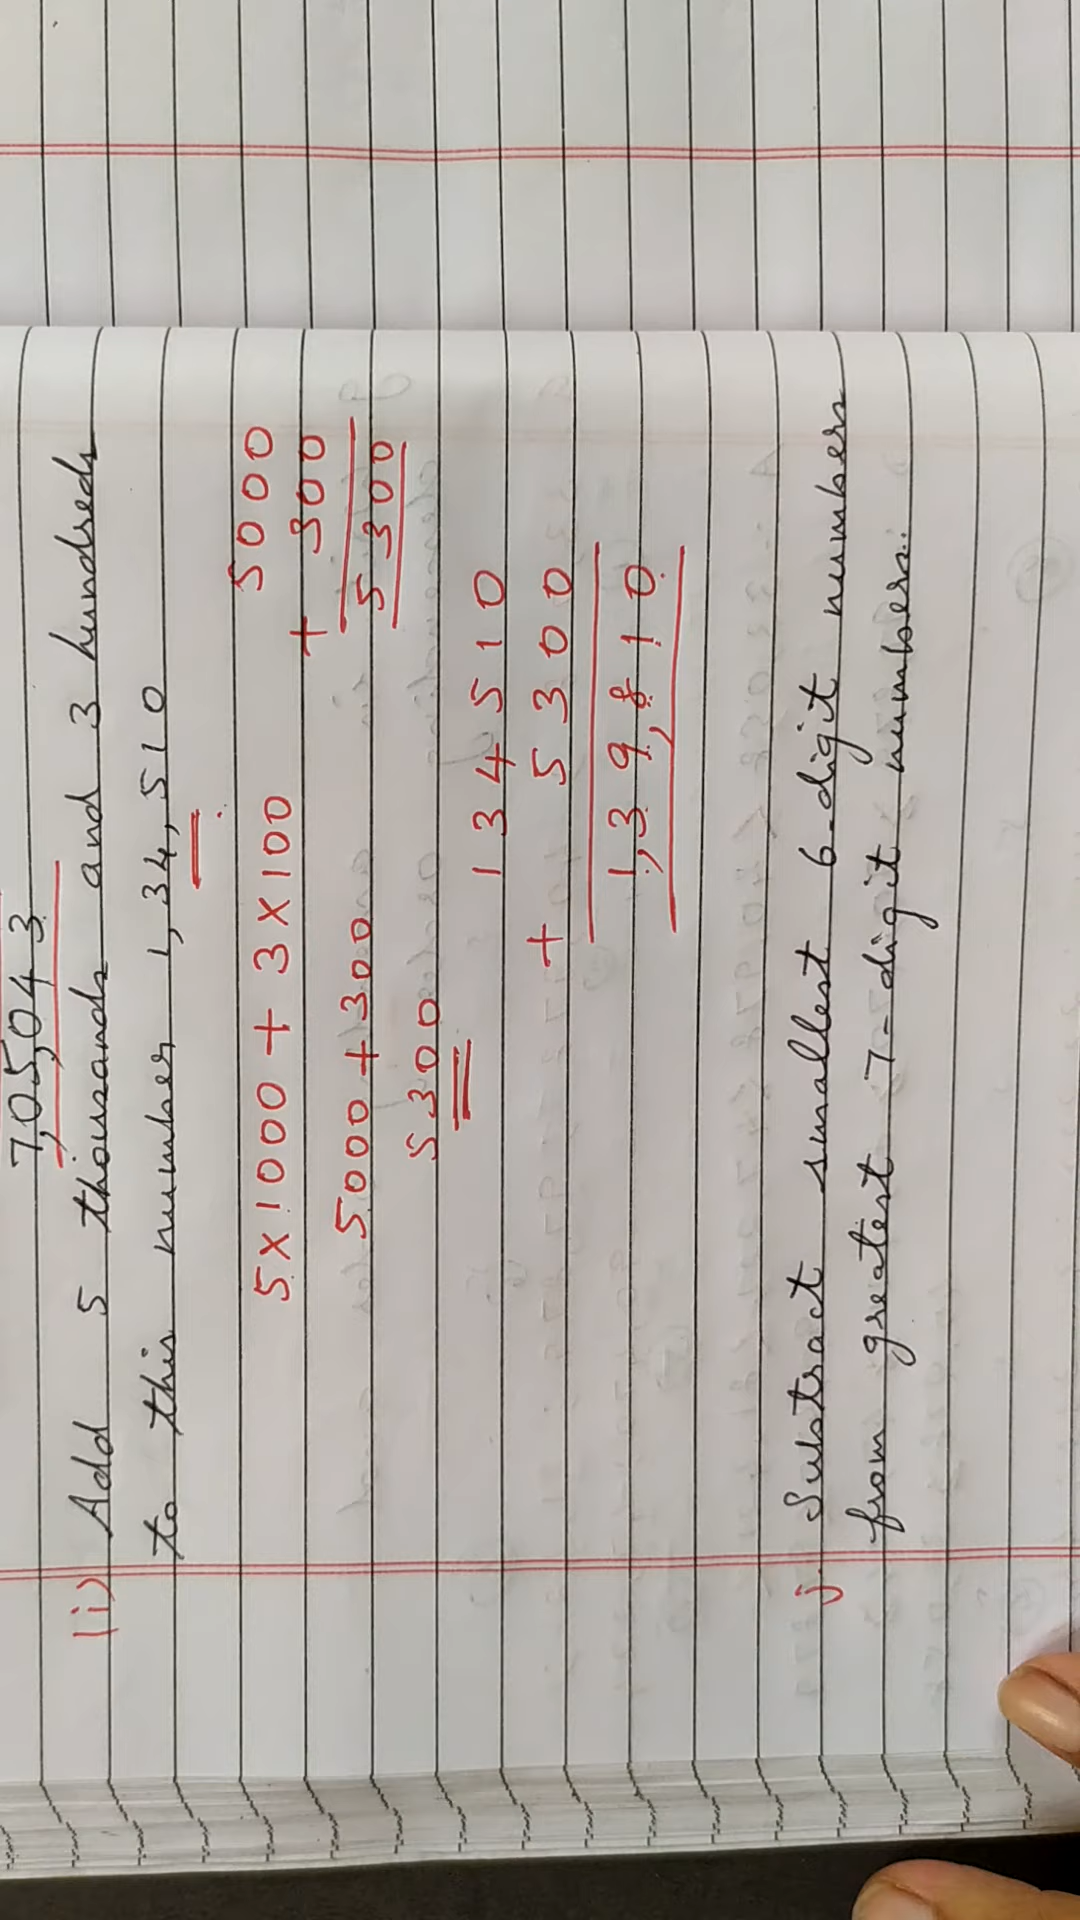 7,05,043
(i) Add 5 thousands and 3 hundreds
to this number 1,34,510
5×1000 + 3×100
5000
+ 300
5300
5000 + 300
5300
134510
+ 5300
1,39,810
j. Substract smallest 6-digit numbers
from greatest 7-digit numbers.